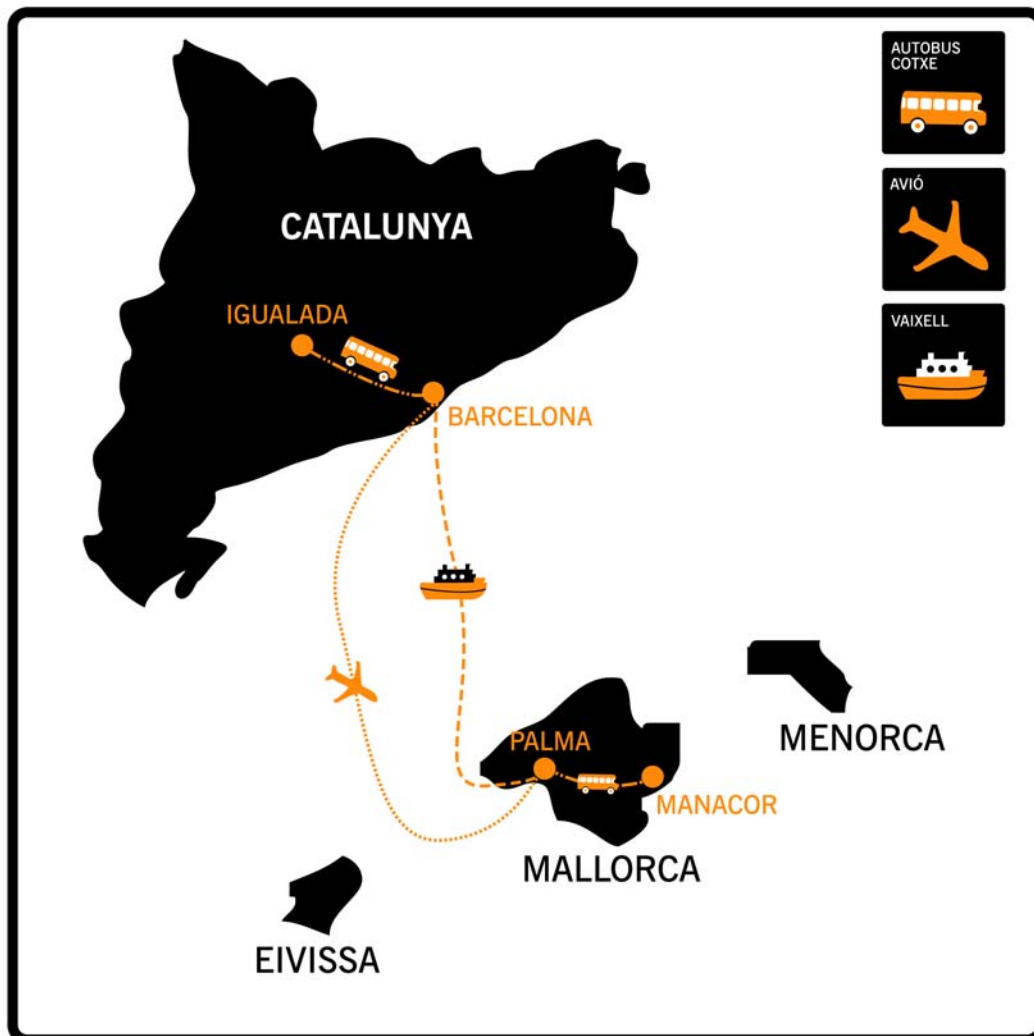 AUTOBUS
COTXE
AVIÓ
VAIXELL
CATALUNYA
IGUALADA
BARCELONA
PALMA
MANACOR
MENORCA
MALLORCA
EIVISSA